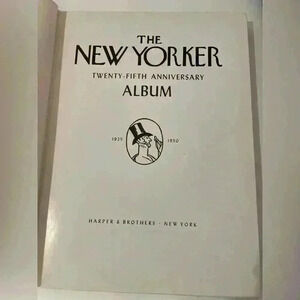 THE
NEW YORKER
TWENTY-FIFTH ANNIVERSARY
ALBUM
1925 1950
HARPER & BROTHERS · NEW YORK